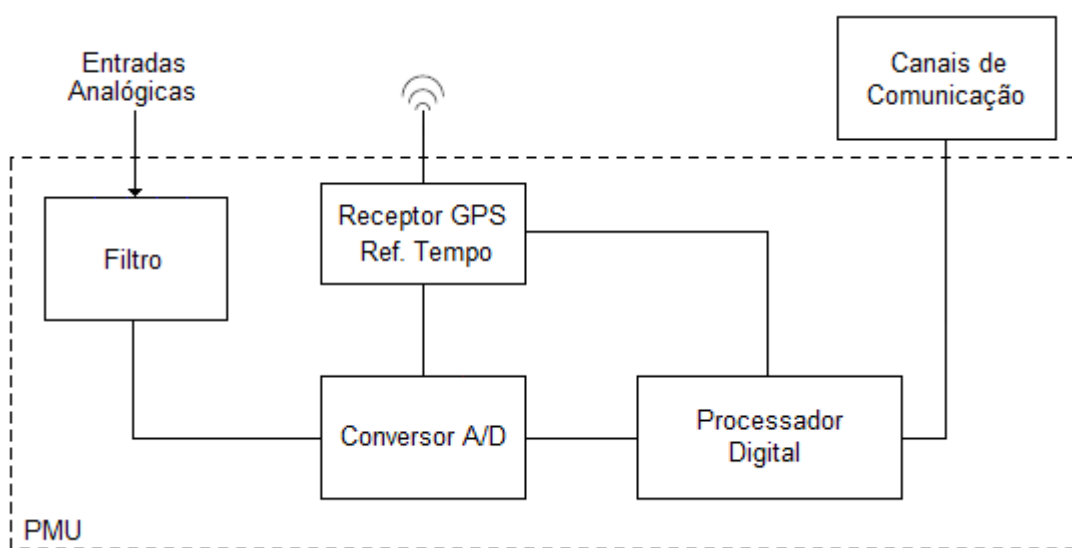 Entradas
Analógicas
Canais de
Comunicação
Filtro
Receptor GPS
Ref. Tempo
Conversor A/D
Processador
Digital
PMU